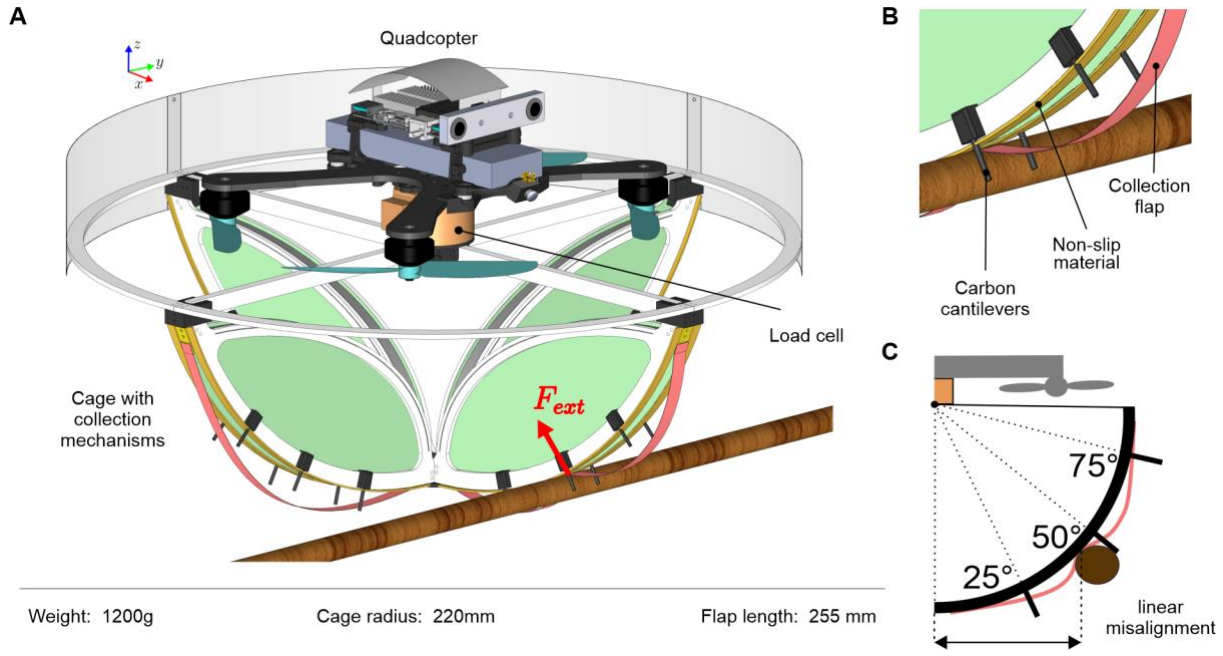 A
Quadcopter
z
y
x
Load cell
Cage with
collection
mechanisms
F_ext
Weight: 1200g
Cage radius: 220mm
Flap length: 255 mm
B
Collection
flap
Non-slip
material
Carbon
cantilevers
C
75°
50°
25°
linear
misalignment